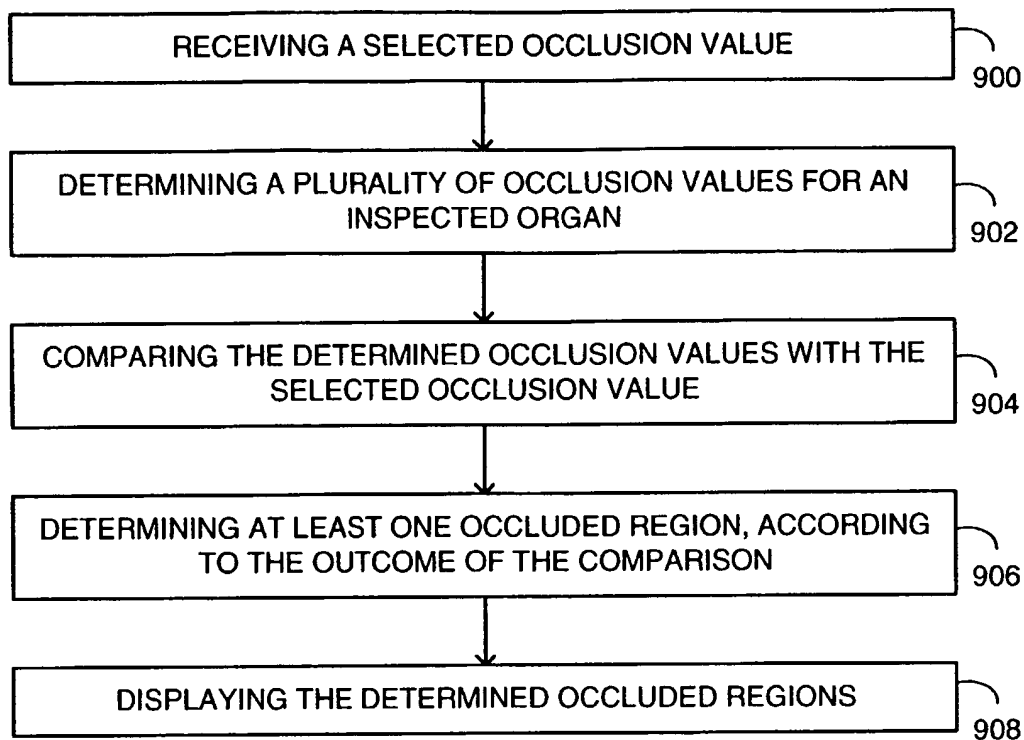 RECEIVING A SELECTED OCCLUSION VALUE
900
DETERMINING A PLURALITY OF OCCLUSION VALUES FOR AN
INSPECTED ORGAN
902
COMPARING THE DETERMINED OCCLUSION VALUES WITH THE
SELECTED OCCLUSION VALUE
904
DETERMINING AT LEAST ONE OCCLUDED REGION, ACCORDING
TO THE OUTCOME OF THE COMPARISON
906
DISPLAYING THE DETERMINED OCCLUDED REGIONS
908